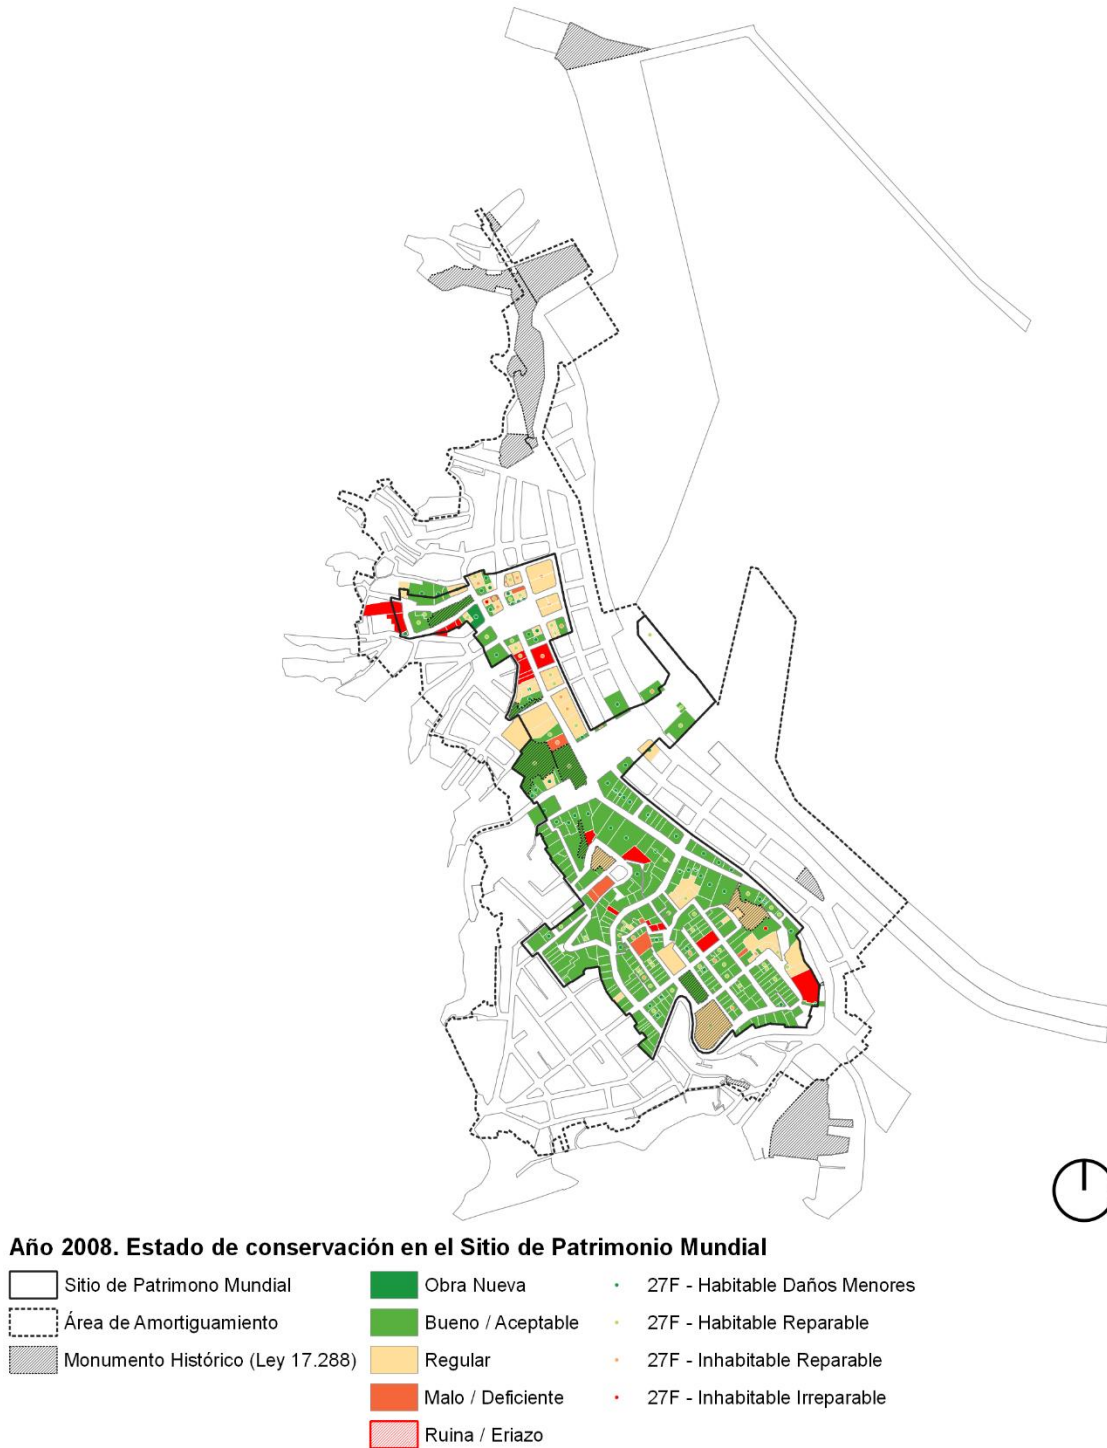 Año 2008. Estado de conservación en el Sitio de Patrimonio Mundial
Sitio de Patrimono Mundial
Área de Amortiguamiento
Monumento Histórico (Ley 17.288)
Obra Nueva
Bueno / Aceptable
Regular
Malo / Deficiente
Ruina / Eriazo
27F - Habitable Daños Menores
27F - Habitable Reparable
27F - Inhabitable Reparable
27F - Inhabitable Irreparable